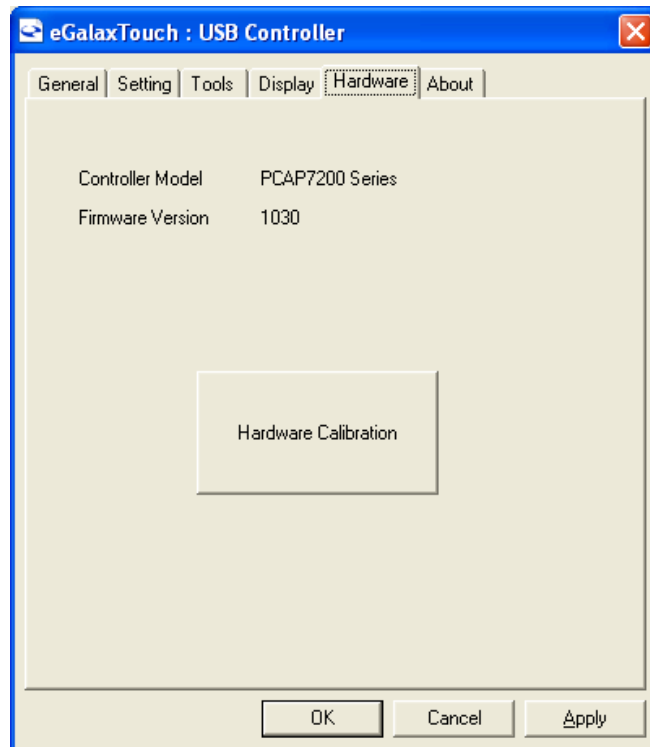 eGalaxTouch : USB Controller
General Setting Tools Display Hardware About
Controller Model PCAP7200 Series
Firmware Version 1030
Hardware Calibration
OK Cancel Apply